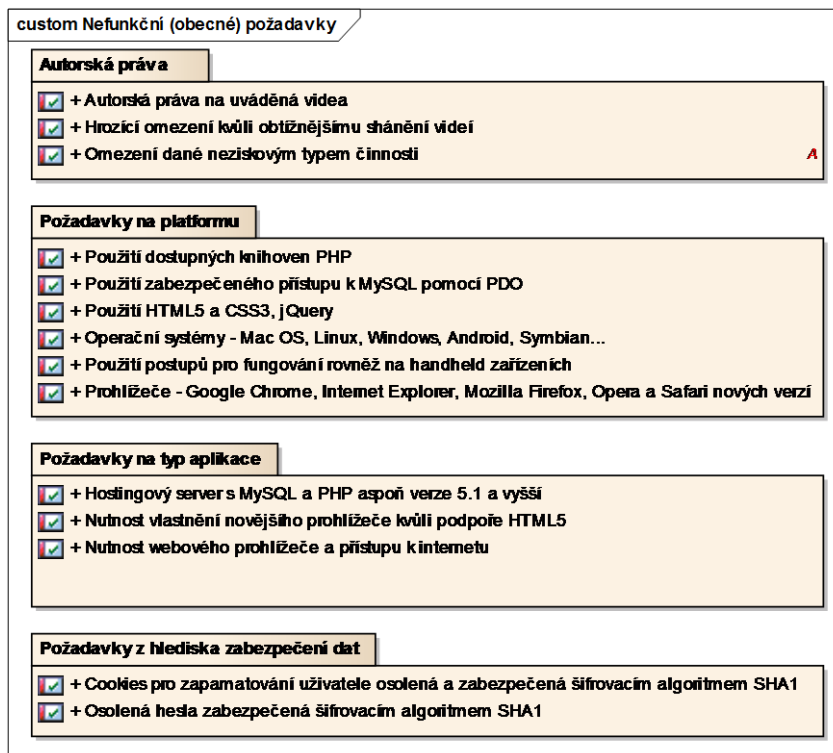 custom Nefunkční (obecné) požadavky
Autorská práva
+ Autorská práva na uváděná videa
+ Hrozící omezení kvůli obtížnějšímu shánění videí
+ Omezení dané neziskovým typem činnosti A
Požadavky na platformu
+ Použití dostupných knihoven PHP
+ Použití zabezpečeného přístupu k MySQL pomocí PDO
+ Použití HTML5 a CSS3, jQuery
+ Operační systémy - Mac OS, Linux, Windows, Android, Symbian...
+ Použití postupů pro fungování rovněž na handheld zařízeních
+ Prohlížeče - Google Chrome, Internet Explorer, Mozilla Firefox, Opera a Safari nových verzí
Požadavky na typ aplikace
+ Hostingový server s MySQL a PHP aspoň verze 5.1 a vyšší
+ Nutnost vlastnění novějšího prohlížeče kvůli podpoře HTML5
+ Nutnost webového prohlížeče a přístupu k internetu
Požadavky z hlediska zabezpečení dat
+ Cookies pro zapamatování uživatele osolená a zabezpečená šifrovacím algoritmem SHA1
+ Osolená hesla zabezpečená šifrovacím algoritmem SHA1